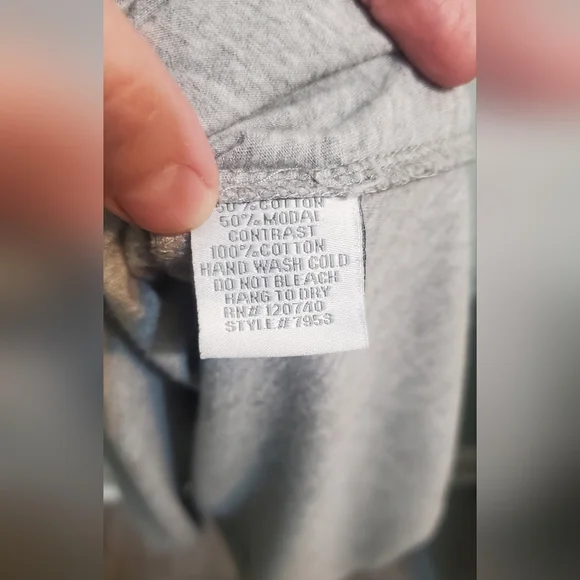 50% COTTON
50% MODAL
CONTRAST
100% COTTON
HAND WASH COLD
DO NOT BLEACH
HANG TO DRY
RN# 120740
STYLE# 7953